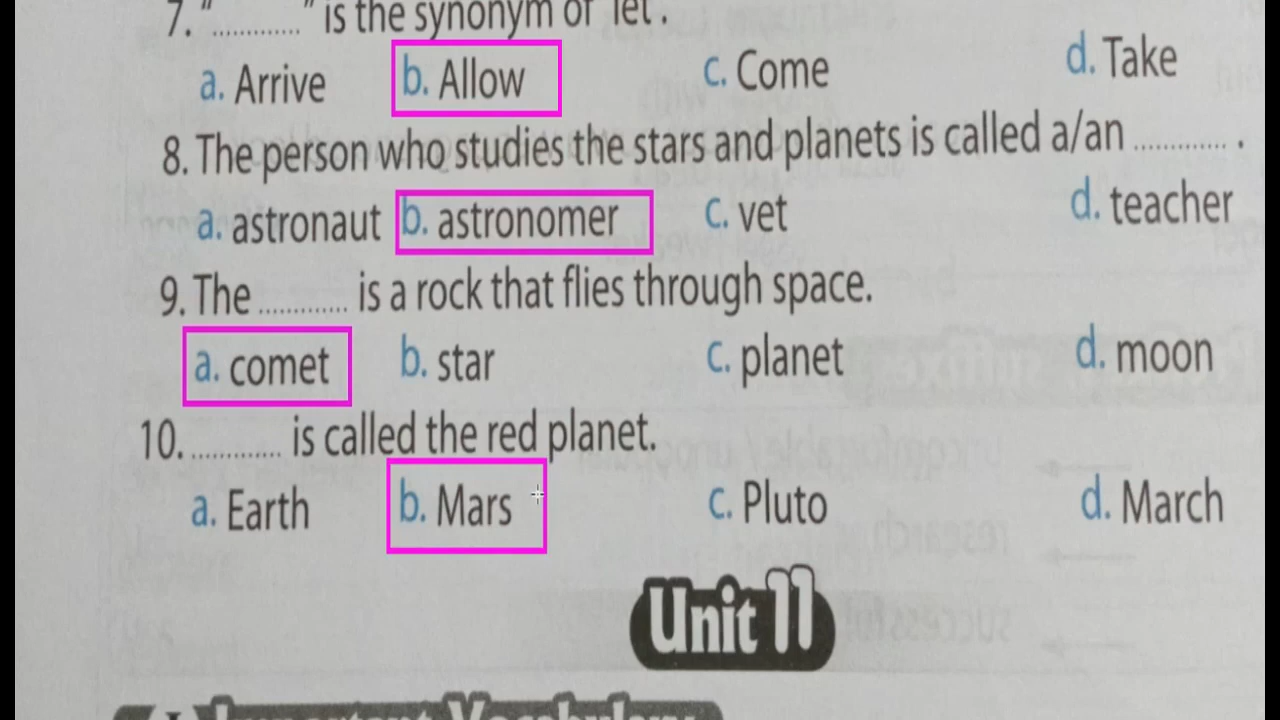 7. "............." is the synonym of "let".
a. Arrive b. Allow c. Come d. Take
8. The person who studies the stars and planets is called a/an ............. .
a. astronaut b. astronomer c. vet d. teacher
9. The ............. is a rock that flies through space.
a. comet b. star c. planet d. moon
10. ............. is called the red planet.
a. Earth b. Mars c. Pluto d. March
Unit 11
Important Vocabulary